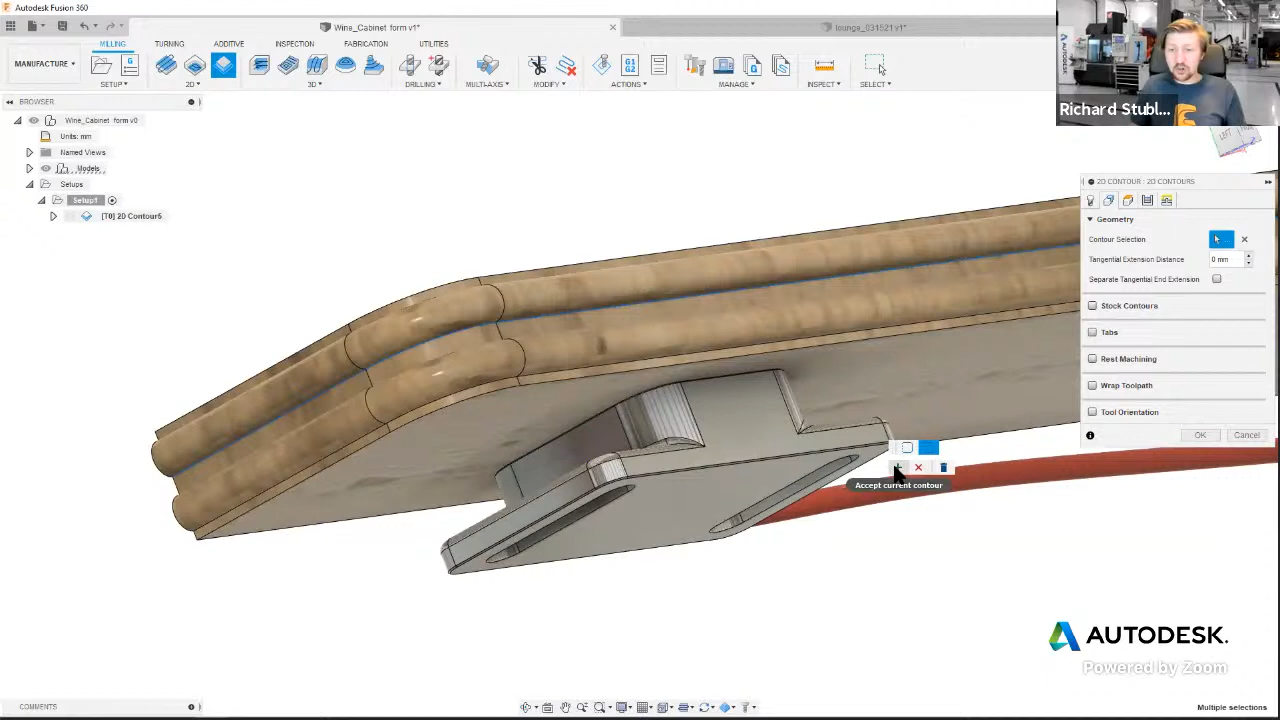 Autodesk Fusion 360
Wine_Cabinet form v1*
lounge_031521 v1*
MILLING
TURNING
ADDITIVE
INSPECTION
FABRICATION
UTILITIES
MANUFACTURE
SETUP
2D
3D
DRILLING
MULTI-AXIS
MODIFY
ACTIONS
MANAGE
INSPECT
SELECT
G1
G2
Richard Stubl...
LEFT
BROWSER
Wine_Cabinet form v0
Units: mm
Named Views
Models
Setups
Setup1
[T0] 2D Contour6
2D CONTOUR : 2D CONTOURS
Geometry
Contour Selection
Tangential Extension Distance
0 mm
Separate Tangential End Extension
Stock Contours
Tabs
Rest Machining
Wrap Toolpath
Tool Orientation
OK
Cancel
Accept current contour
AUTODESK.
Powered by Zoom
COMMENTS
Multiple selections